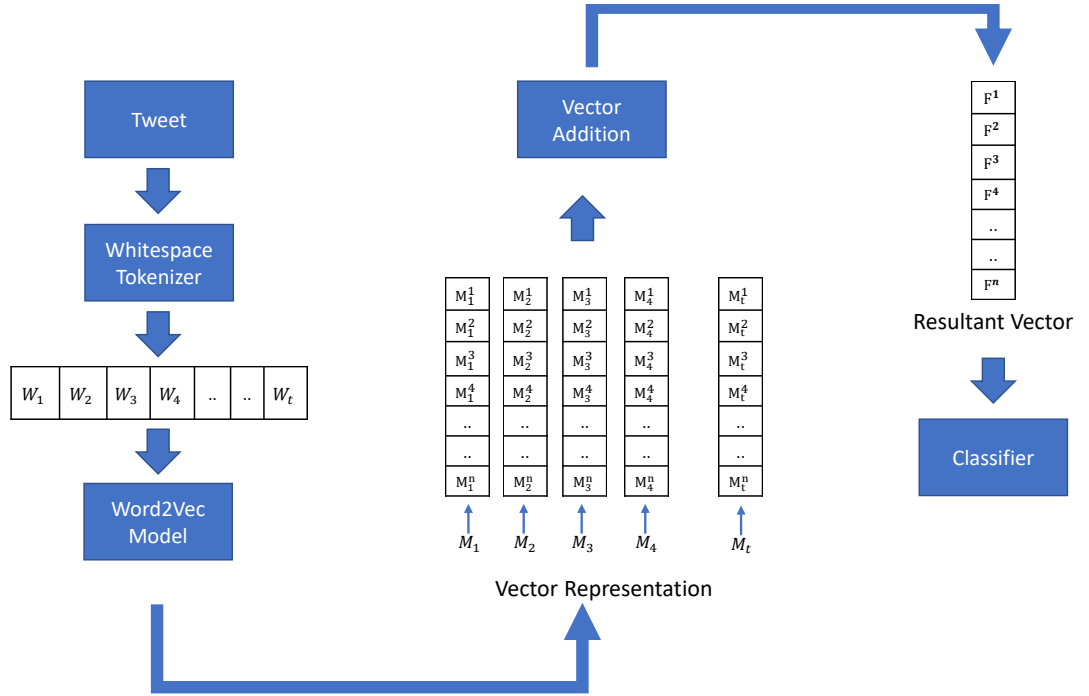 Tweet
Whitespace
Tokenizer
W₁ W₂ W₃ W₄ .. .. Wₜ
Word2Vec
Model
Vector
Addition
M₁¹ M₂¹ M₃¹ M₄¹ Mₜ¹
M₁² M₂² M₃² M₄² Mₜ²
M₁³ M₂³ M₃³ M₄³ Mₜ³
M₁⁴ M₂⁴ M₃⁴ M₄⁴ Mₜ⁴
.. .. .. .. ..
.. .. .. .. ..
M₁ⁿ M₂ⁿ M₃ⁿ M₄ⁿ Mₜⁿ
M₁ M₂ M₃ M₄ Mₜ
Vector Representation
F¹
F²
F³
F⁴
..
..
Fⁿ
Resultant Vector
Classifier